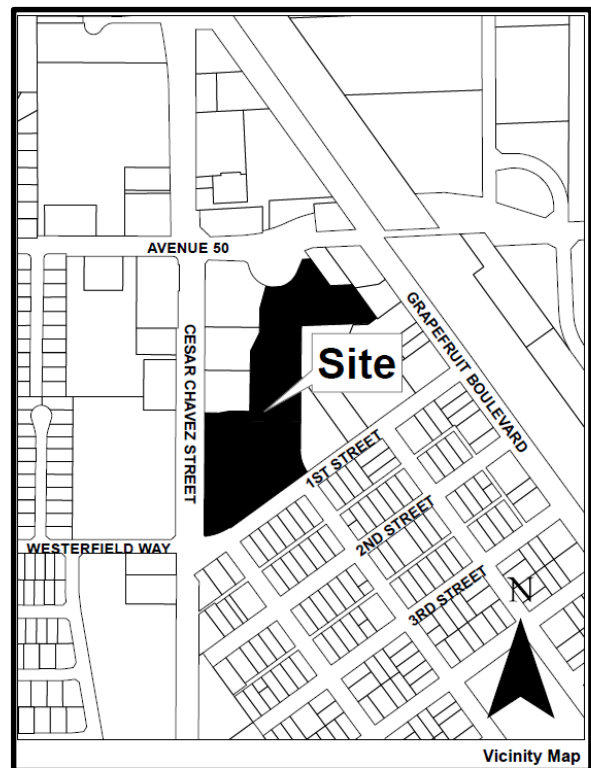 AVENUE 50
GRAPEFRUIT BOULEVARD
CESAR CHAVEZ STREET
Site
1ST STREET
2ND STREET
WESTERFIELD WAY
3RD STREET
N
Vicinity Map